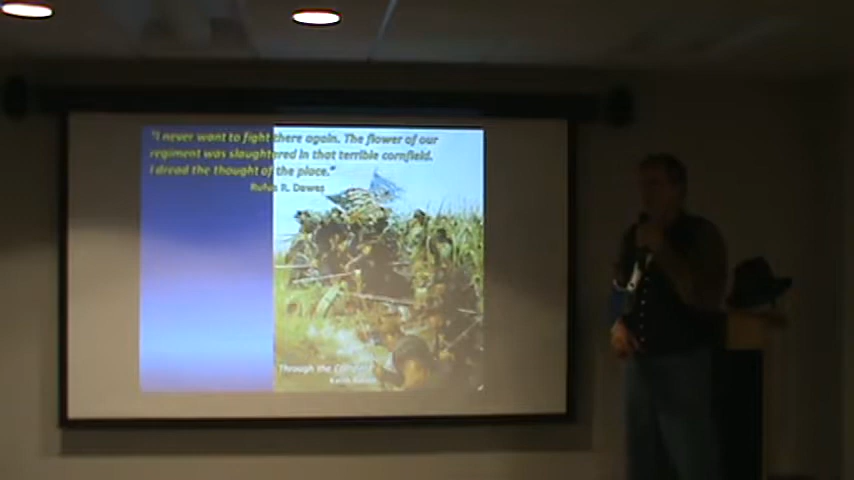 "I never want to fight there again. The flower of our
regiment was slaughtered in that terrible cornfield.
I dread the thought of the place."
Rufus R. Dawes
Through the
Keith